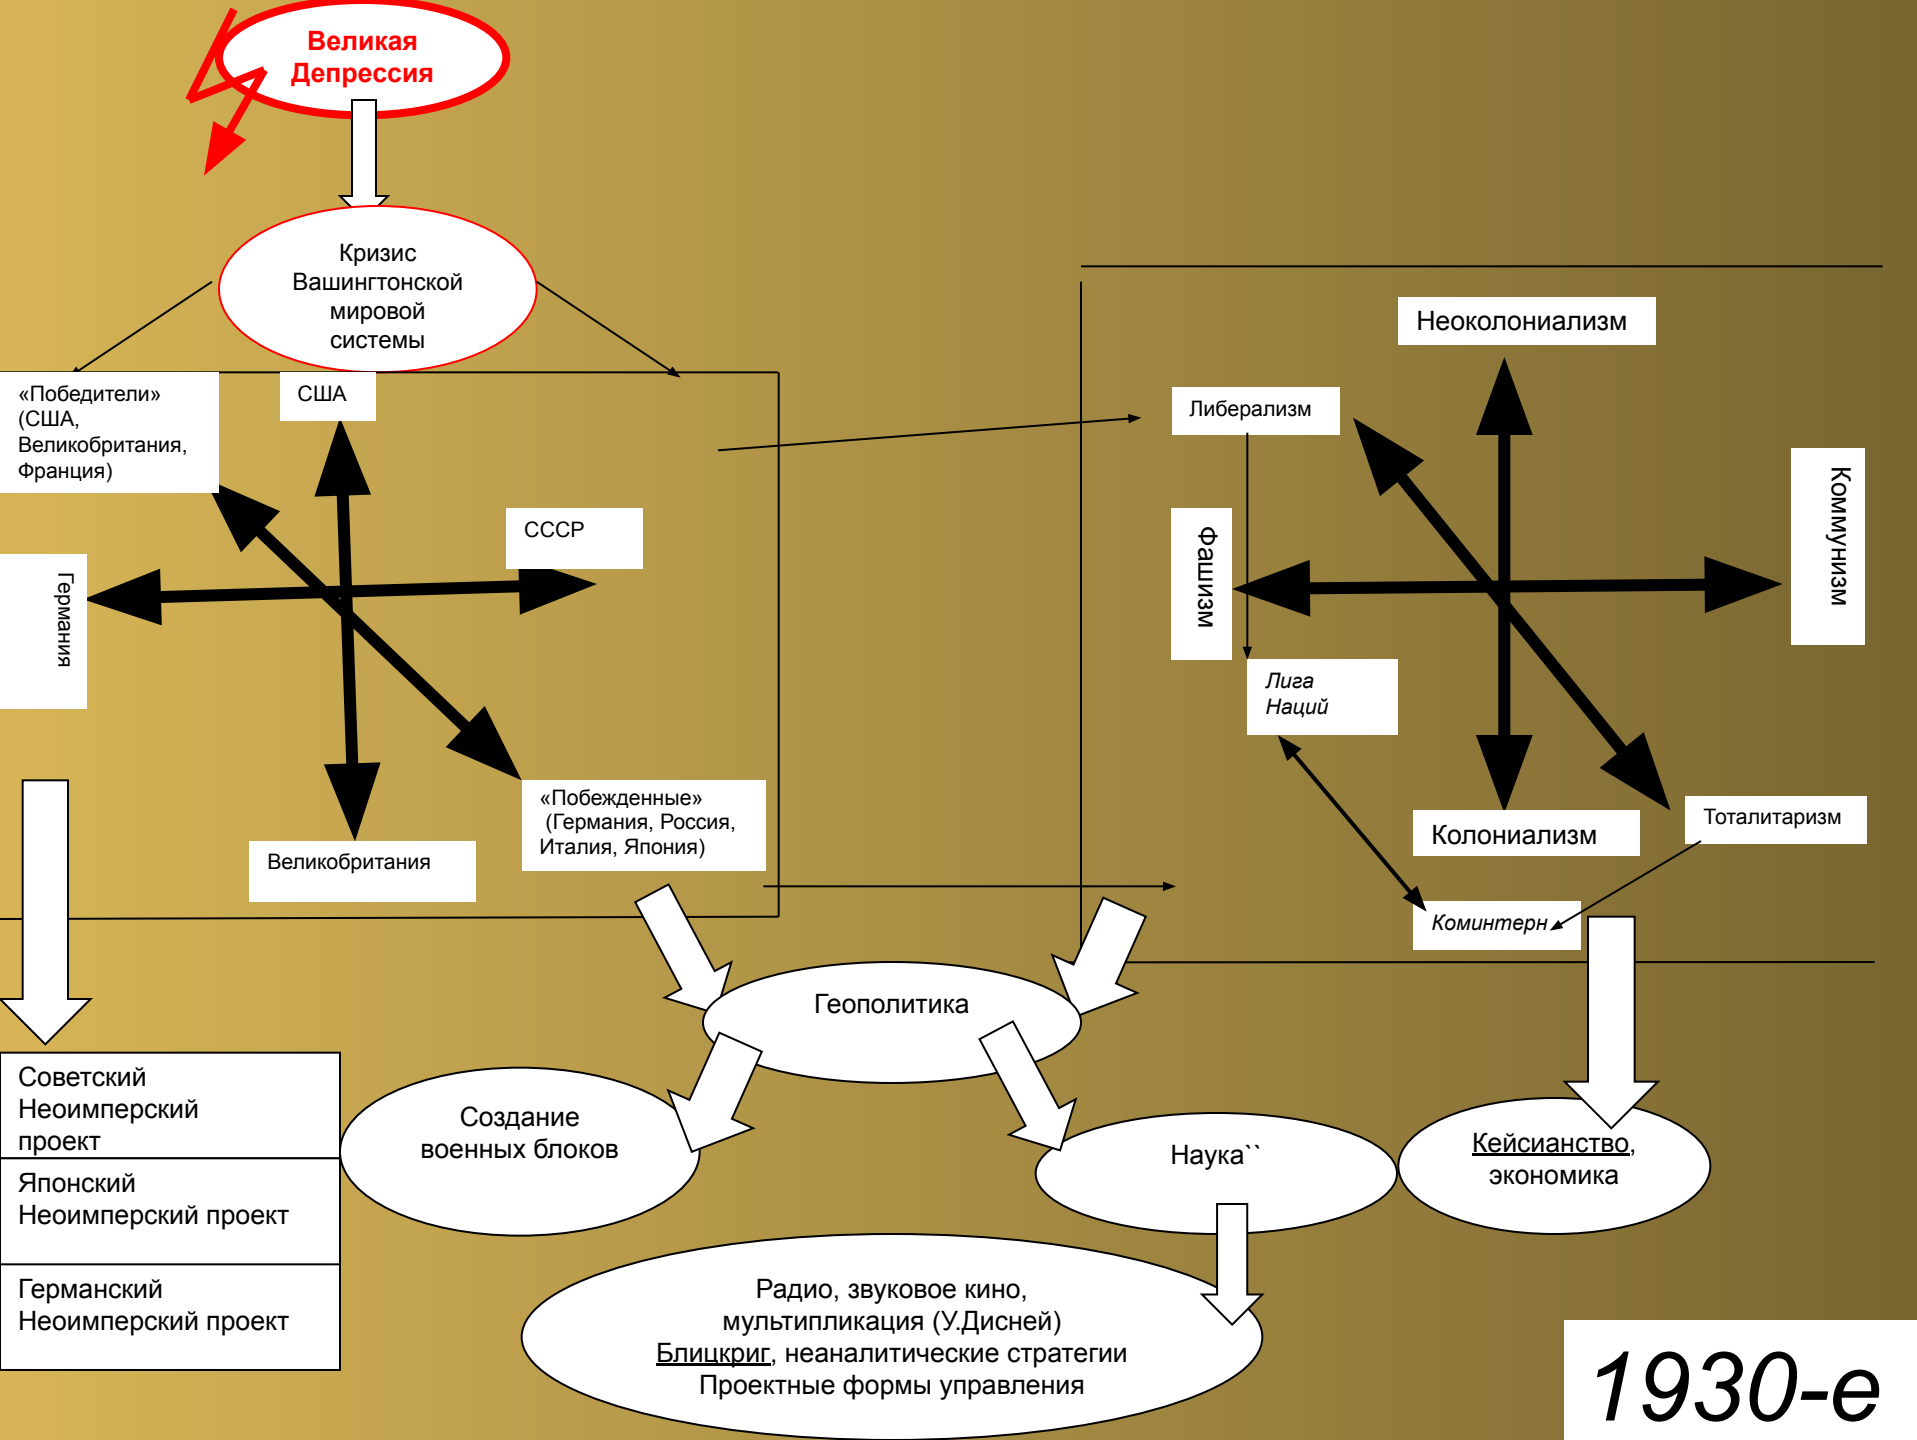 Великая
Депрессия
Кризис
Вашингтонской
мировой
системы
«Победители»
(США,
Великобритания,
Франция)
США
СССР
Германия
«Побежденные»
(Германия, Россия,
Италия, Япония)
Великобритания
Неоколониализм
Либерализм
Коммунизм
Фашизм
Лига
Наций
Колониализм
Тоталитаризм
Коминтерн
Геополитика
Советский
Неоимперский
проект
Японский
Неоимперский проект
Германский
Неоимперский проект
Создание
военных блоков
Наука``
Кейсианство,
экономика
Радио, звуковое кино,
мультипликация (У.Дисней)
Блицкриг, неаналитические стратегии
Проектные формы управления
1930-е